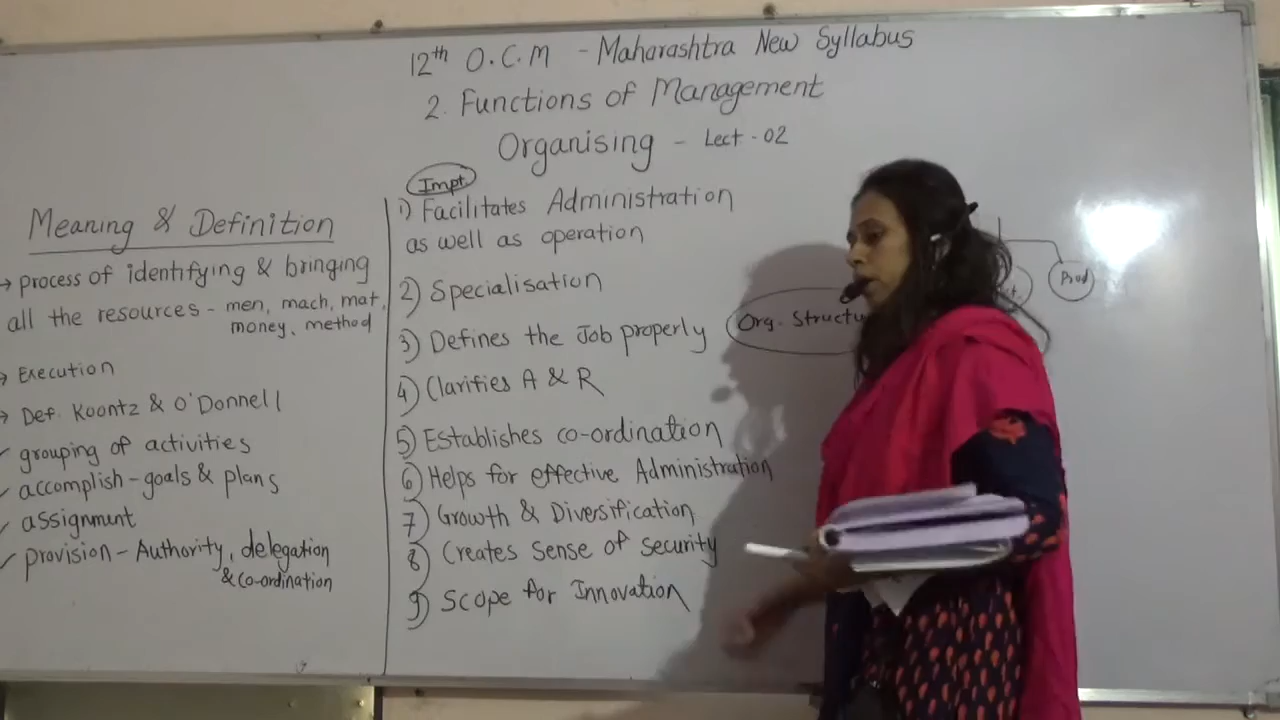 12th O.C.M - Maharashtra New Syllabus
2. Functions of Management
Organising - Lect-02
Meaning & Definition
→ process of identifying & bringing
all the resources - men, mach, mat,
money, method
→ Execution
→ Def. Koontz & O'Donnell
✓ grouping of activities
✓ accomplish - goals & plans
✓ assignment
✓ provision - Authority, delegation
& co-ordination
Impt.
1) Facilitates Administration
as well as operation
2) Specialisation
3) Defines the Job properly
4) Clarifies A & R
5) Establishes co-ordination
6) Helps for effective Administration
7) Growth & Diversification
8) Creates sense of security
9) Scope for Innovation
Org. Structu
Prod